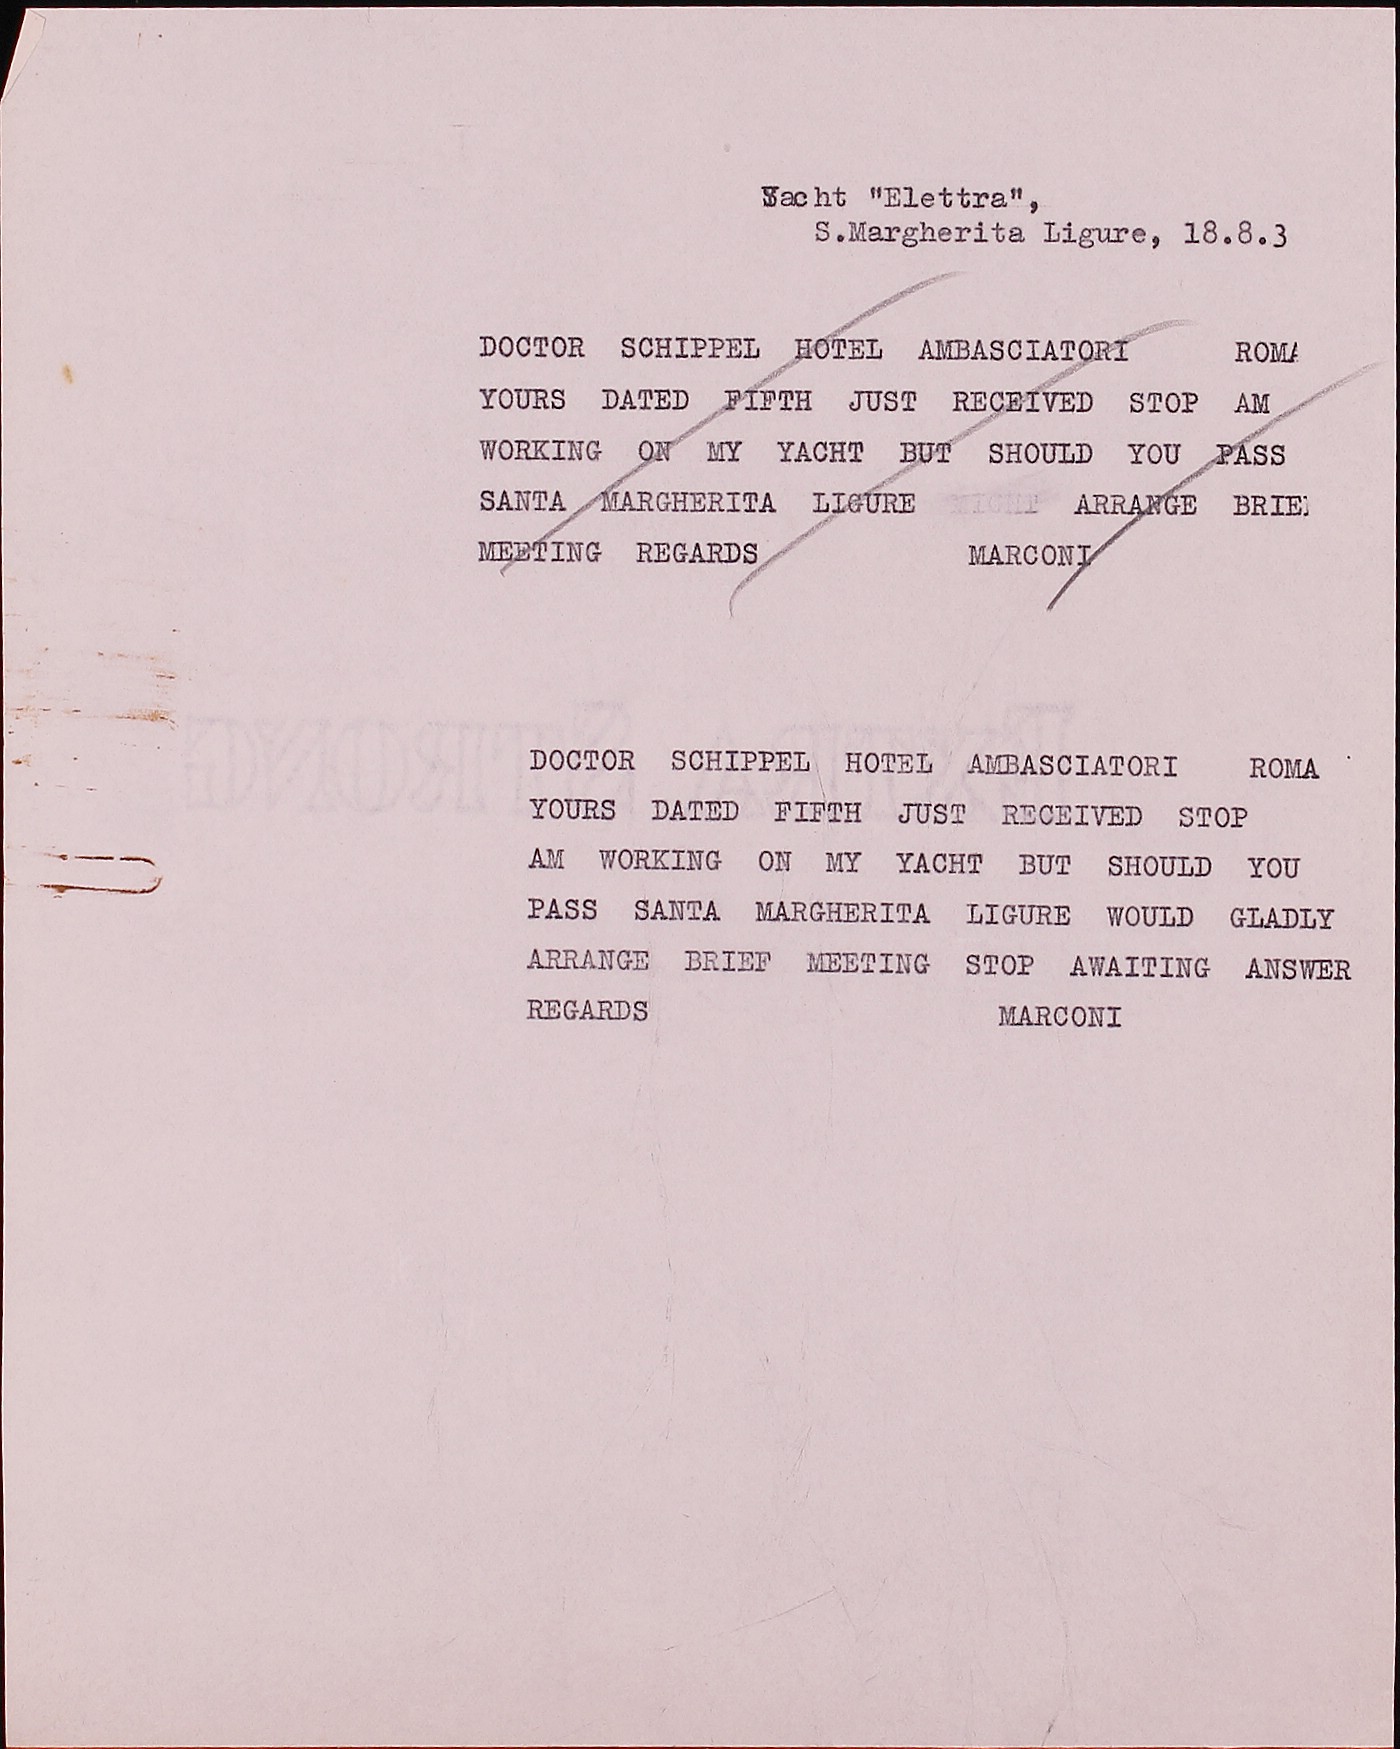 Yacht "Elettra",
S.Margherita Ligure, 18.8.3
DOCTOR SCHIPPEL HOTEL AMBASCIATORI ROMA
YOURS DATED FIFTH JUST RECEIVED STOP AM
WORKING ON MY YACHT BUT SHOULD YOU PASS
SANTA MARGHERITA LIGURE MIGHT ARRANGE BRIEF
MEETING REGARDS MARCONI
EXTRA STRONG
DOCTOR SCHIPPEL HOTEL AMBASCIATORI ROMA
YOURS DATED FIFTH JUST RECEIVED STOP
AM WORKING ON MY YACHT BUT SHOULD YOU
PASS SANTA MARGHERITA LIGURE WOULD GLADLY
ARRANGE BRIEF MEETING STOP AWAITING ANSWER
REGARDS MARCONI